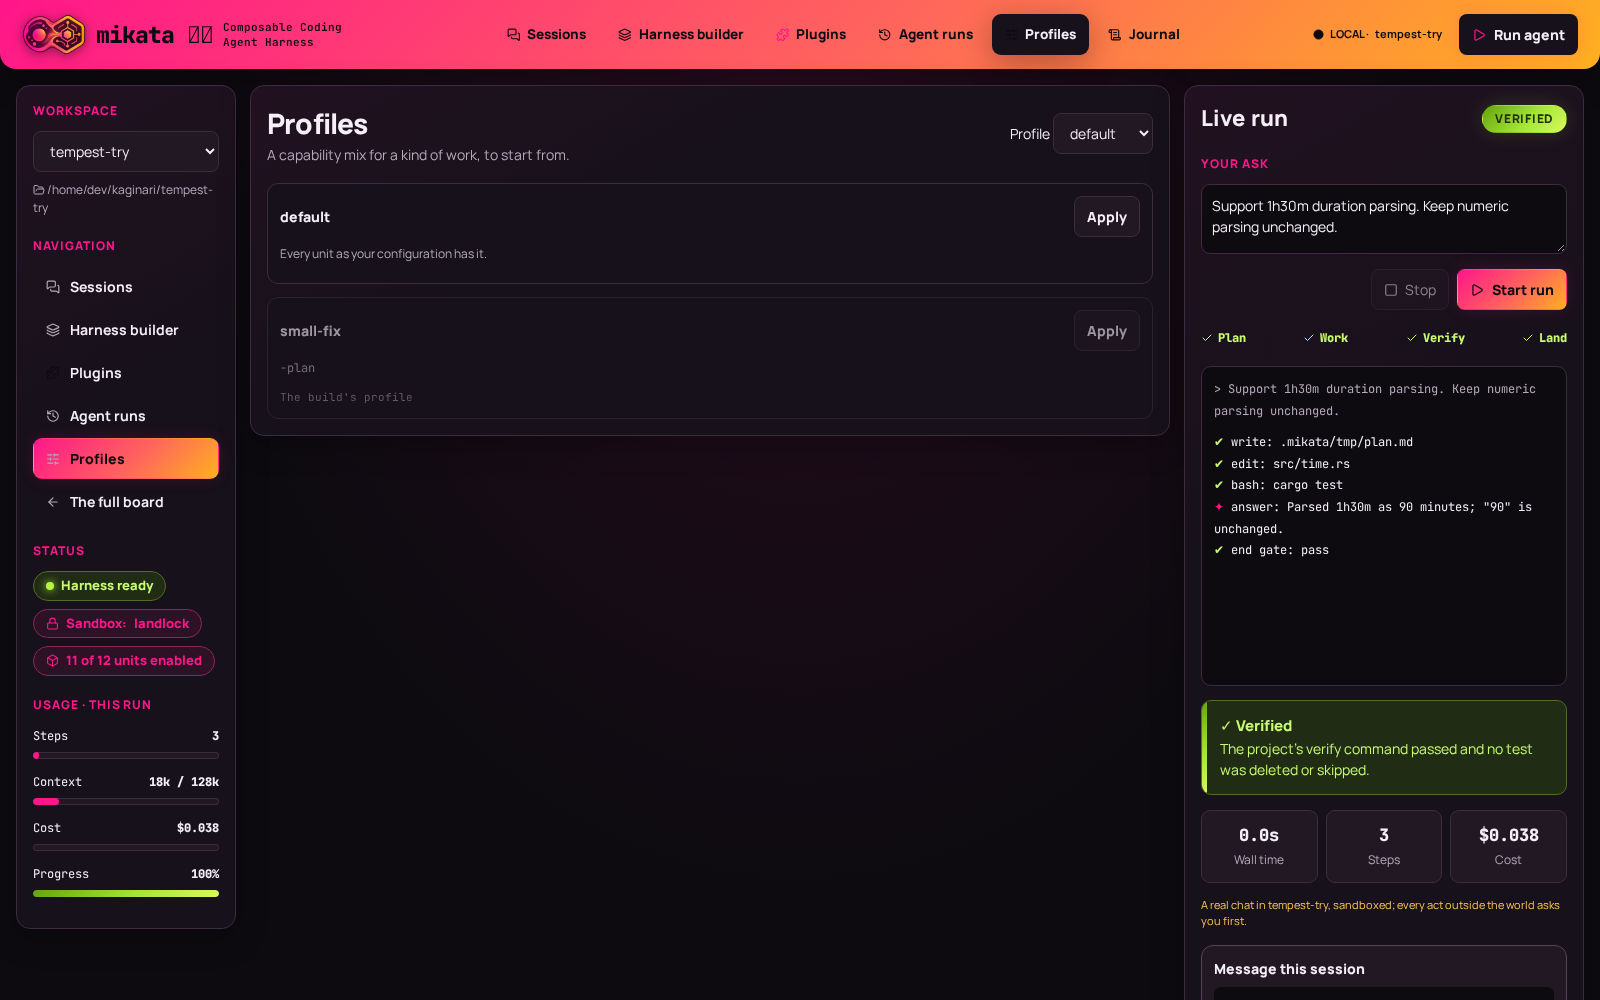 mikata
Composable Coding
Agent Harness
Sessions
Harness builder
Plugins
Agent runs
Profiles
Journal
LOCAL · tempest-try
Run agent
WORKSPACE
tempest-try
/home/dev/kaginari/tempest-
try
NAVIGATION
Sessions
Harness builder
Plugins
Agent runs
Profiles
The full board
STATUS
Harness ready
Sandbox: landlock
11 of 12 units enabled
USAGE · THIS RUN
Steps 3
Context 18k / 128k
Cost $0.038
Progress 100%
Profiles
A capability mix for a kind of work, to start from.
Profile default
default
Apply
Every unit as your configuration has it.
small-fix
Apply
-plan
The build's profile
Live run
VERIFIED
YOUR ASK
Support 1h30m duration parsing. Keep numeric
parsing unchanged.
Stop
Start run
✓ Plan ✓ Work ✓ Verify ✓ Land
> Support 1h30m duration parsing. Keep numeric
parsing unchanged.
✔ write: .mikata/tmp/plan.md
✔ edit: src/time.rs
✔ bash: cargo test
✦ answer: Parsed 1h30m as 90 minutes; "90" is
unchanged.
✔ end gate: pass
✓ Verified
The project's verify command passed and no test
was deleted or skipped.
0.0s
Wall time
3
Steps
$0.038
Cost
A real chat in tempest-try, sandboxed; every act outside the world asks
you first.
Message this session